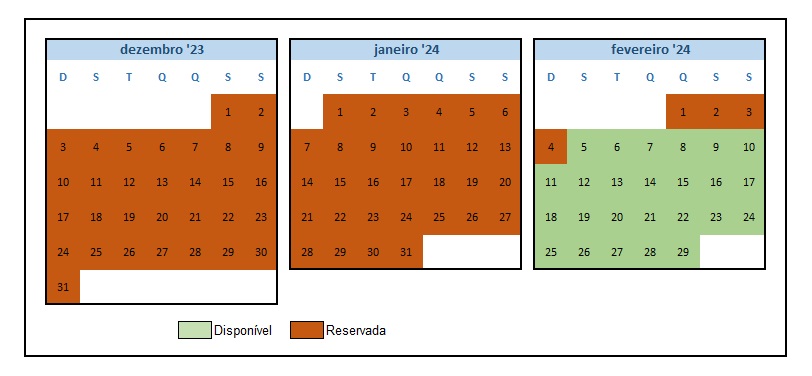 dezembro '23
D S T Q Q S S
1 2
3 4 5 6 7 8 9
10 11 12 13 14 15 16
17 18 19 20 21 22 23
24 25 26 27 28 29 30
31
janeiro '24
D S T Q Q S S
1 2 3 4 5 6
7 8 9 10 11 12 13
14 15 16 17 18 19 20
21 22 23 24 25 26 27
28 29 30 31
fevereiro '24
D S T Q Q S S
1 2 3
4 5 6 7 8 9 10
11 12 13 14 15 16 17
18 19 20 21 22 23 24
25 26 27 28 29
Disponível
Reservada